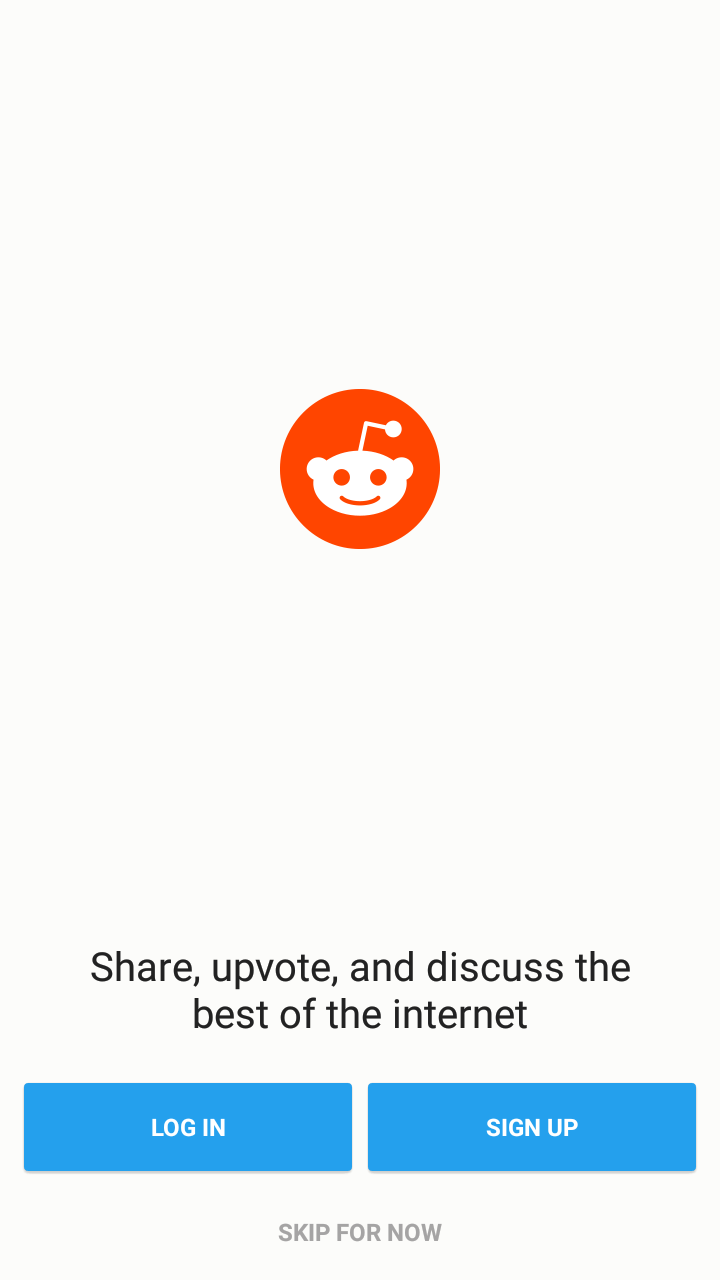 Share, upvote, and discuss the
best of the internet
LOG IN
SIGN UP
SKIP FOR NOW